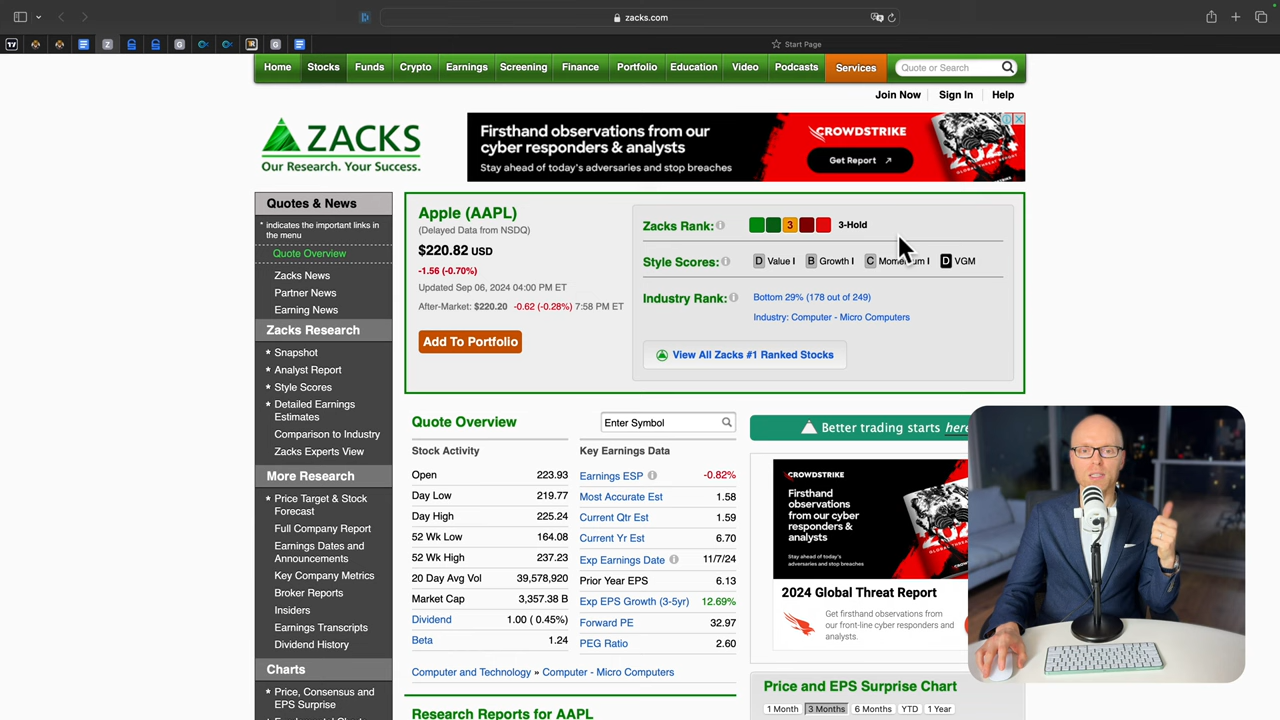 zacks.com
Start Page
Home Stocks Funds Crypto Earnings Screening Finance Portfolio Education Video Podcasts Services Quote or Search
Join Now Sign In Help
ZACKS
Our Research. Your Success.
Firsthand observations from our
cyber responders & analysts
Stay ahead of today's adversaries and stop breaches
CROWDSTRIKE
Get Report
Quotes & News
* indicates the important links in
the menu
Quote Overview
Zacks News
Partner News
Earning News
Zacks Research
* Snapshot
* Analyst Report
* Style Scores
* Detailed Earnings
Estimates
* Comparison to Industry
* Zacks Experts View
More Research
* Price Target & Stock
Forecast
Full Company Report
Earnings Dates and
Announcements
* Key Company Metrics
* Broker Reports
Insiders
* Earnings Transcripts
* Dividend History
Charts
* Price, Consensus and
EPS Surprise
Apple (AAPL)
(Delayed Data from NSDQ)
$220.82 USD
-1.56 (-0.70%)
Updated Sep 06, 2024 04:00 PM ET
After-Market: $220.20 -0.62 (-0.28%) 7:58 PM ET
Add To Portfolio
Zacks Rank: 3 3-Hold
Style Scores: D Value I B Growth I C I D VGM
Industry Rank: Bottom 29% (178 out of 249)
Industry: Computer - Micro Computers
View All Zacks #1 Ranked Stocks
Quote Overview
Enter Symbol
Stock Activity
Open 223.93
Day Low 219.77
Day High 225.24
52 Wk Low 164.08
52 Wk High 237.23
20 Day Avg Vol 39,578,920
Market Cap 3,357.38 B
Dividend 1.00 ( 0.45%)
Beta 1.24
Key Earnings Data
Earnings ESP -0.82%
Most Accurate Est 1.58
Current Qtr Est 1.59
Current Yr Est 6.70
Exp Earnings Date 11/7/24
Prior Year EPS 6.13
Exp EPS Growth (3-5yr) 12.69%
Forward PE 32.97
PEG Ratio 2.60
Computer and Technology » Computer - Micro Computers
Research Reports for AAPL
Better trading starts here
CROWDSTRIKE
Firsthand
observations
from our
cyber
responders &
analysts
Stay ahead of today's
adversaries and stop breaches
2024 Global Threat Report
Get firsthand observations from
our front-line cyber responders and
analysts.
Price and EPS Surprise Chart
1 Month 3 Months 6 Months YTD 1 Year